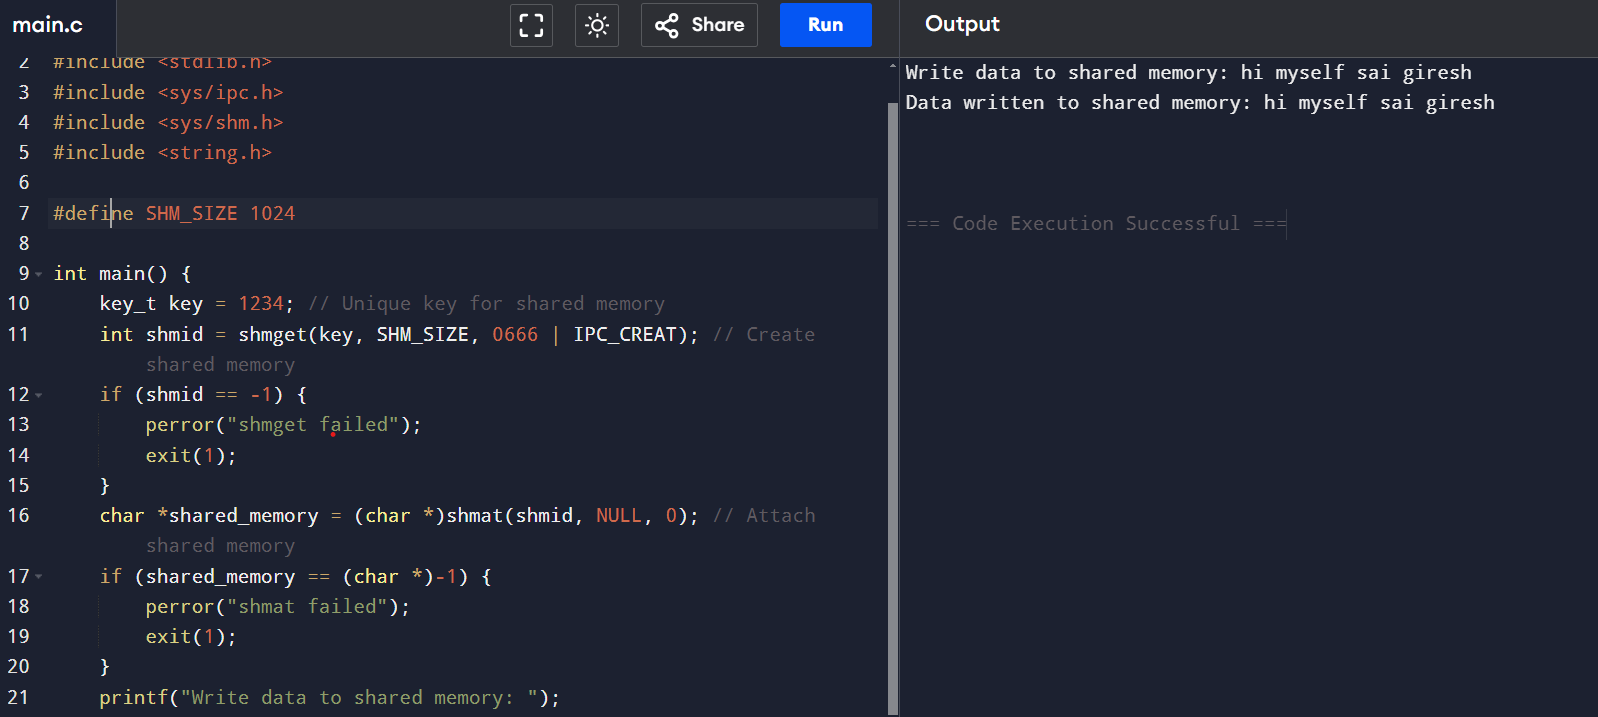 main.c
Share
Run
Output
2 #include <stdlib.h>
3 #include <sys/ipc.h>
4 #include <sys/shm.h>
5 #include <string.h>
6
7 #define SHM_SIZE 1024
8
9 int main() {
10 key_t key = 1234; // Unique key for shared memory
11 int shmid = shmget(key, SHM_SIZE, 0666 | IPC_CREAT); // Create
shared memory
12 if (shmid == -1) {
13 perror("shmget failed");
14 exit(1);
15 }
16 char *shared_memory = (char *)shmat(shmid, NULL, 0); // Attach
shared memory
17 if (shared_memory == (char *)-1) {
18 perror("shmat failed");
19 exit(1);
20 }
21 printf("Write data to shared memory: ");
Write data to shared memory: hi myself sai giresh
Data written to shared memory: hi myself sai giresh
=== Code Execution Successful ===